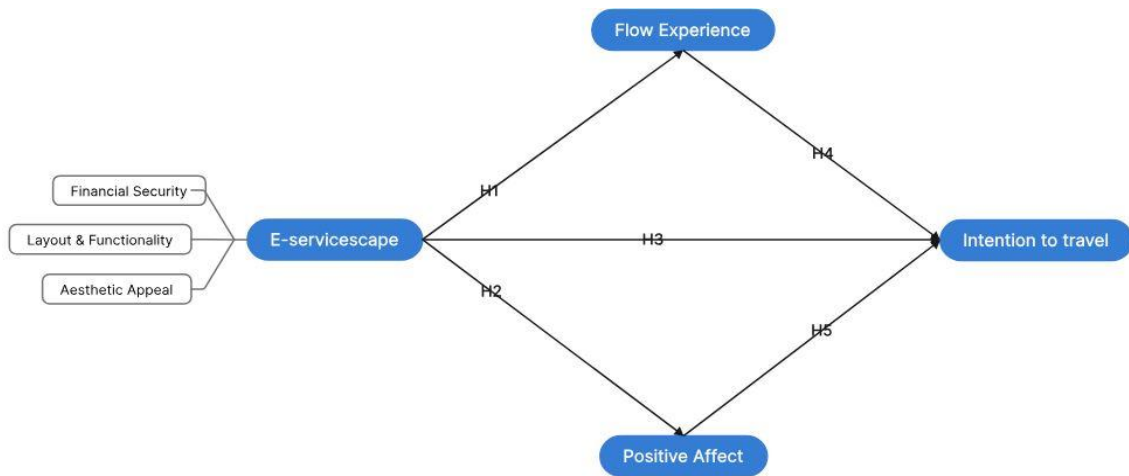 Flow Experience
H4
Financial Security
H1
Layout & Functionality
E-servicescape
H3
Intention to travel
Aesthetic Appeal
H2
H5
Positive Affect